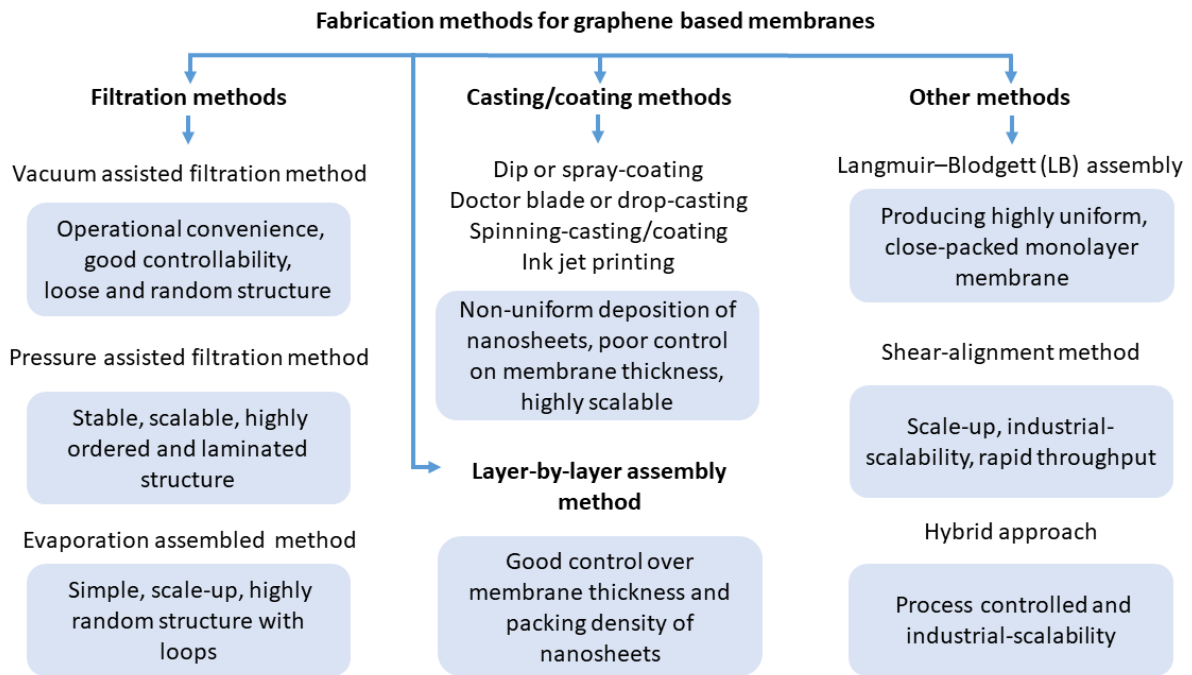 Fabrication methods for graphene based membranes
Filtration methods
Vacuum assisted filtration method
Operational convenience,
good controllability,
loose and random structure
Pressure assisted filtration method
Stable, scalable, highly
ordered and laminated
structure
Evaporation assembled method
Simple, scale-up, highly
random structure with
loops
Casting/coating methods
Dip or spray-coating
Doctor blade or drop-casting
Spinning-casting/coating
Ink jet printing
Non-uniform deposition of
nanosheets, poor control
on membrane thickness,
highly scalable
Layer-by-layer assembly
method
Good control over
membrane thickness and
packing density of
nanosheets
Other methods
Langmuir–Blodgett (LB) assembly
Producing highly uniform,
close-packed monolayer
membrane
Shear-alignment method
Scale-up, industrial-
scalability, rapid throughput
Hybrid approach
Process controlled and
industrial-scalability